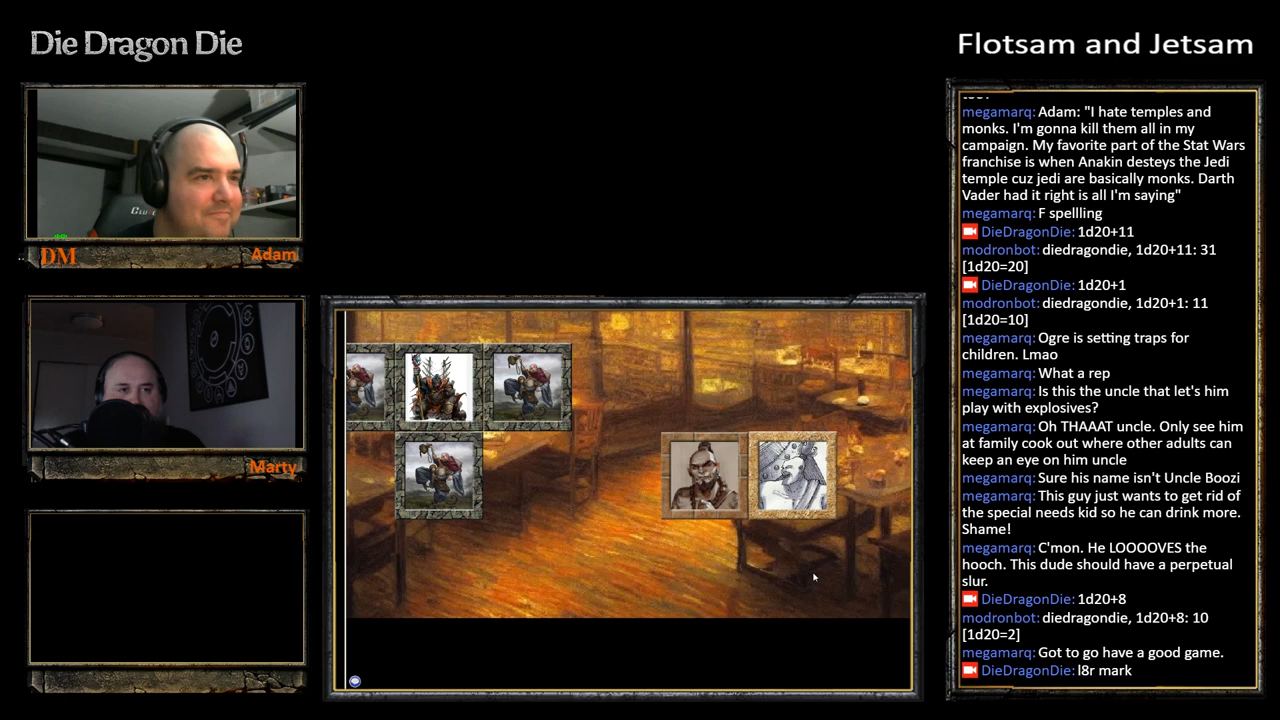 Die Dragon Die
Flotsam and Jetsam
DM
Adam
Marty
megamarq: Adam: "I hate temples and
monks. I'm gonna kill them all in my
campaign. My favorite part of the Stat Wars
franchise is when Anakin desteys the Jedi
temple cuz jedi are basically monks. Darth
Vader had it right is all I'm saying"
megamarq: F spellling
DieDragonDie: 1d20+11
modronbot: diedragondie, 1d20+11: 31
[1d20=20]
DieDragonDie: 1d20+1
modronbot: diedragondie, 1d20+1: 11
[1d20=10]
megamarq: Ogre is setting traps for
children. Lmao
megamarq: What a rep
megamarq: Is this the uncle that let's him
play with explosives?
megamarq: Oh THAAAT uncle. Only see him
at family cook out where other adults can
keep an eye on him uncle
megamarq: Sure his name isn't Uncle Boozi
megamarq: This guy just wants to get rid of
the special needs kid so he can drink more.
Shame!
megamarq: C'mon. He LOOOOVES the
hooch. This dude should have a perpetual
slur.
DieDragonDie: 1d20+8
modronbot: diedragondie, 1d20+8: 10
[1d20=2]
megamarq: Got to go have a good game.
DieDragonDie: l8r mark